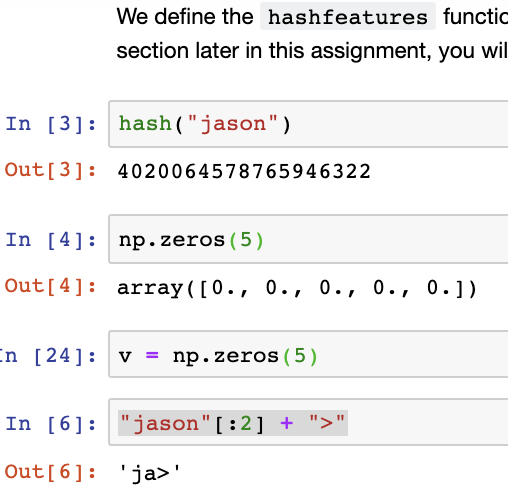 We define the hashfeatures functio
section later in this assignment, you wil
In [3]: hash("jason")
Out[3]: 4020064578765946322
In [4]: np.zeros(5)
Out[4]: array([0., 0., 0., 0., 0.])
In [24]: v = np.zeros(5)
In [6]: "jason"[:2] + ">"
Out[6]: 'ja>'